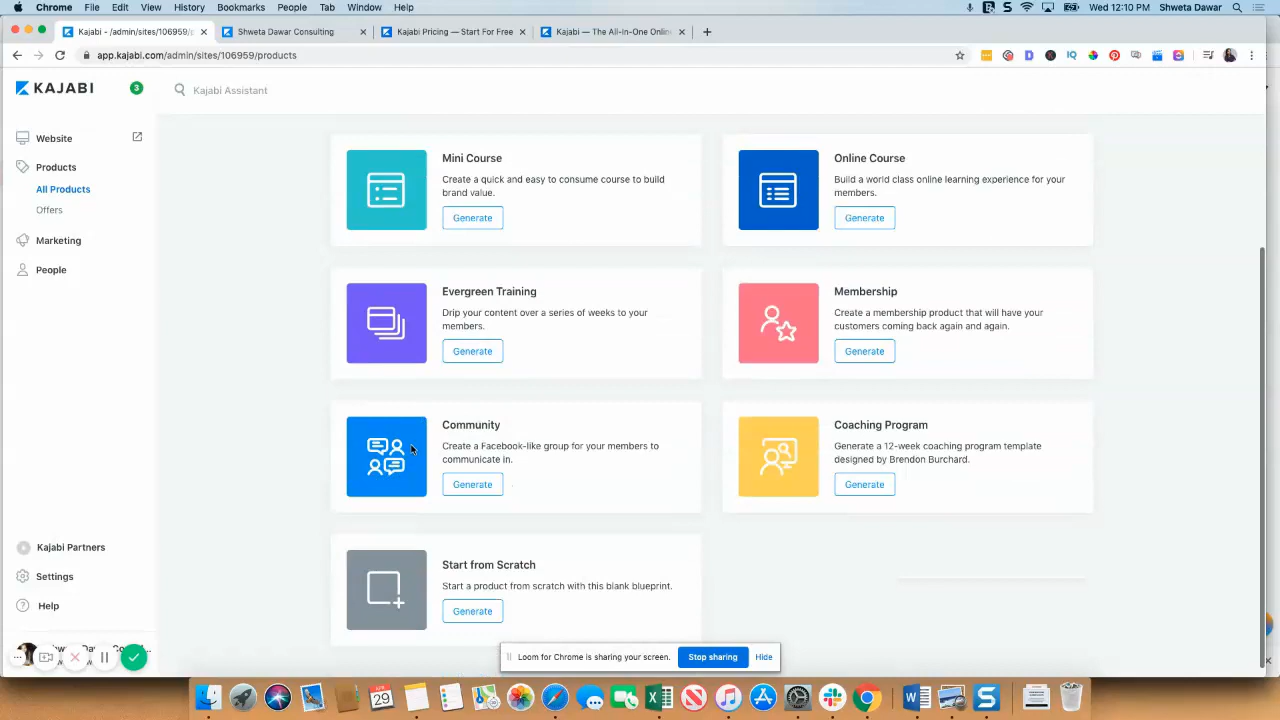 Chrome File Edit View History Bookmarks People Tab Window Help
Wed 12:10 PM Shweta Dawar
Kajabi - /admin/sites/106959/p
Shweta Dawar Consulting
Kajabi Pricing — Start For Free
Kajabi — The All-in-One Onlin
app.kajabi.com/admin/sites/106959/products
KAJABI
3
Kajabi Assistant
Website
Products
All Products
Offers
Marketing
People
Kajabi Partners
Settings
Help
Mini Course
Create a quick and easy to consume course to build
brand value.
Generate
Online Course
Build a world class online learning experience for your
members.
Generate
Evergreen Training
Drip your content over a series of weeks to your
members.
Generate
Membership
Create a membership product that will have your
customers coming back again and again.
Generate
Community
Create a Facebook-like group for your members to
communicate in.
Generate
Coaching Program
Generate a 12-week coaching program template
designed by Brendon Burchard.
Generate
Start from Scratch
Start a product from scratch with this blank blueprint.
Generate
Loom for Chrome is sharing your screen. Stop sharing Hide
APR
29